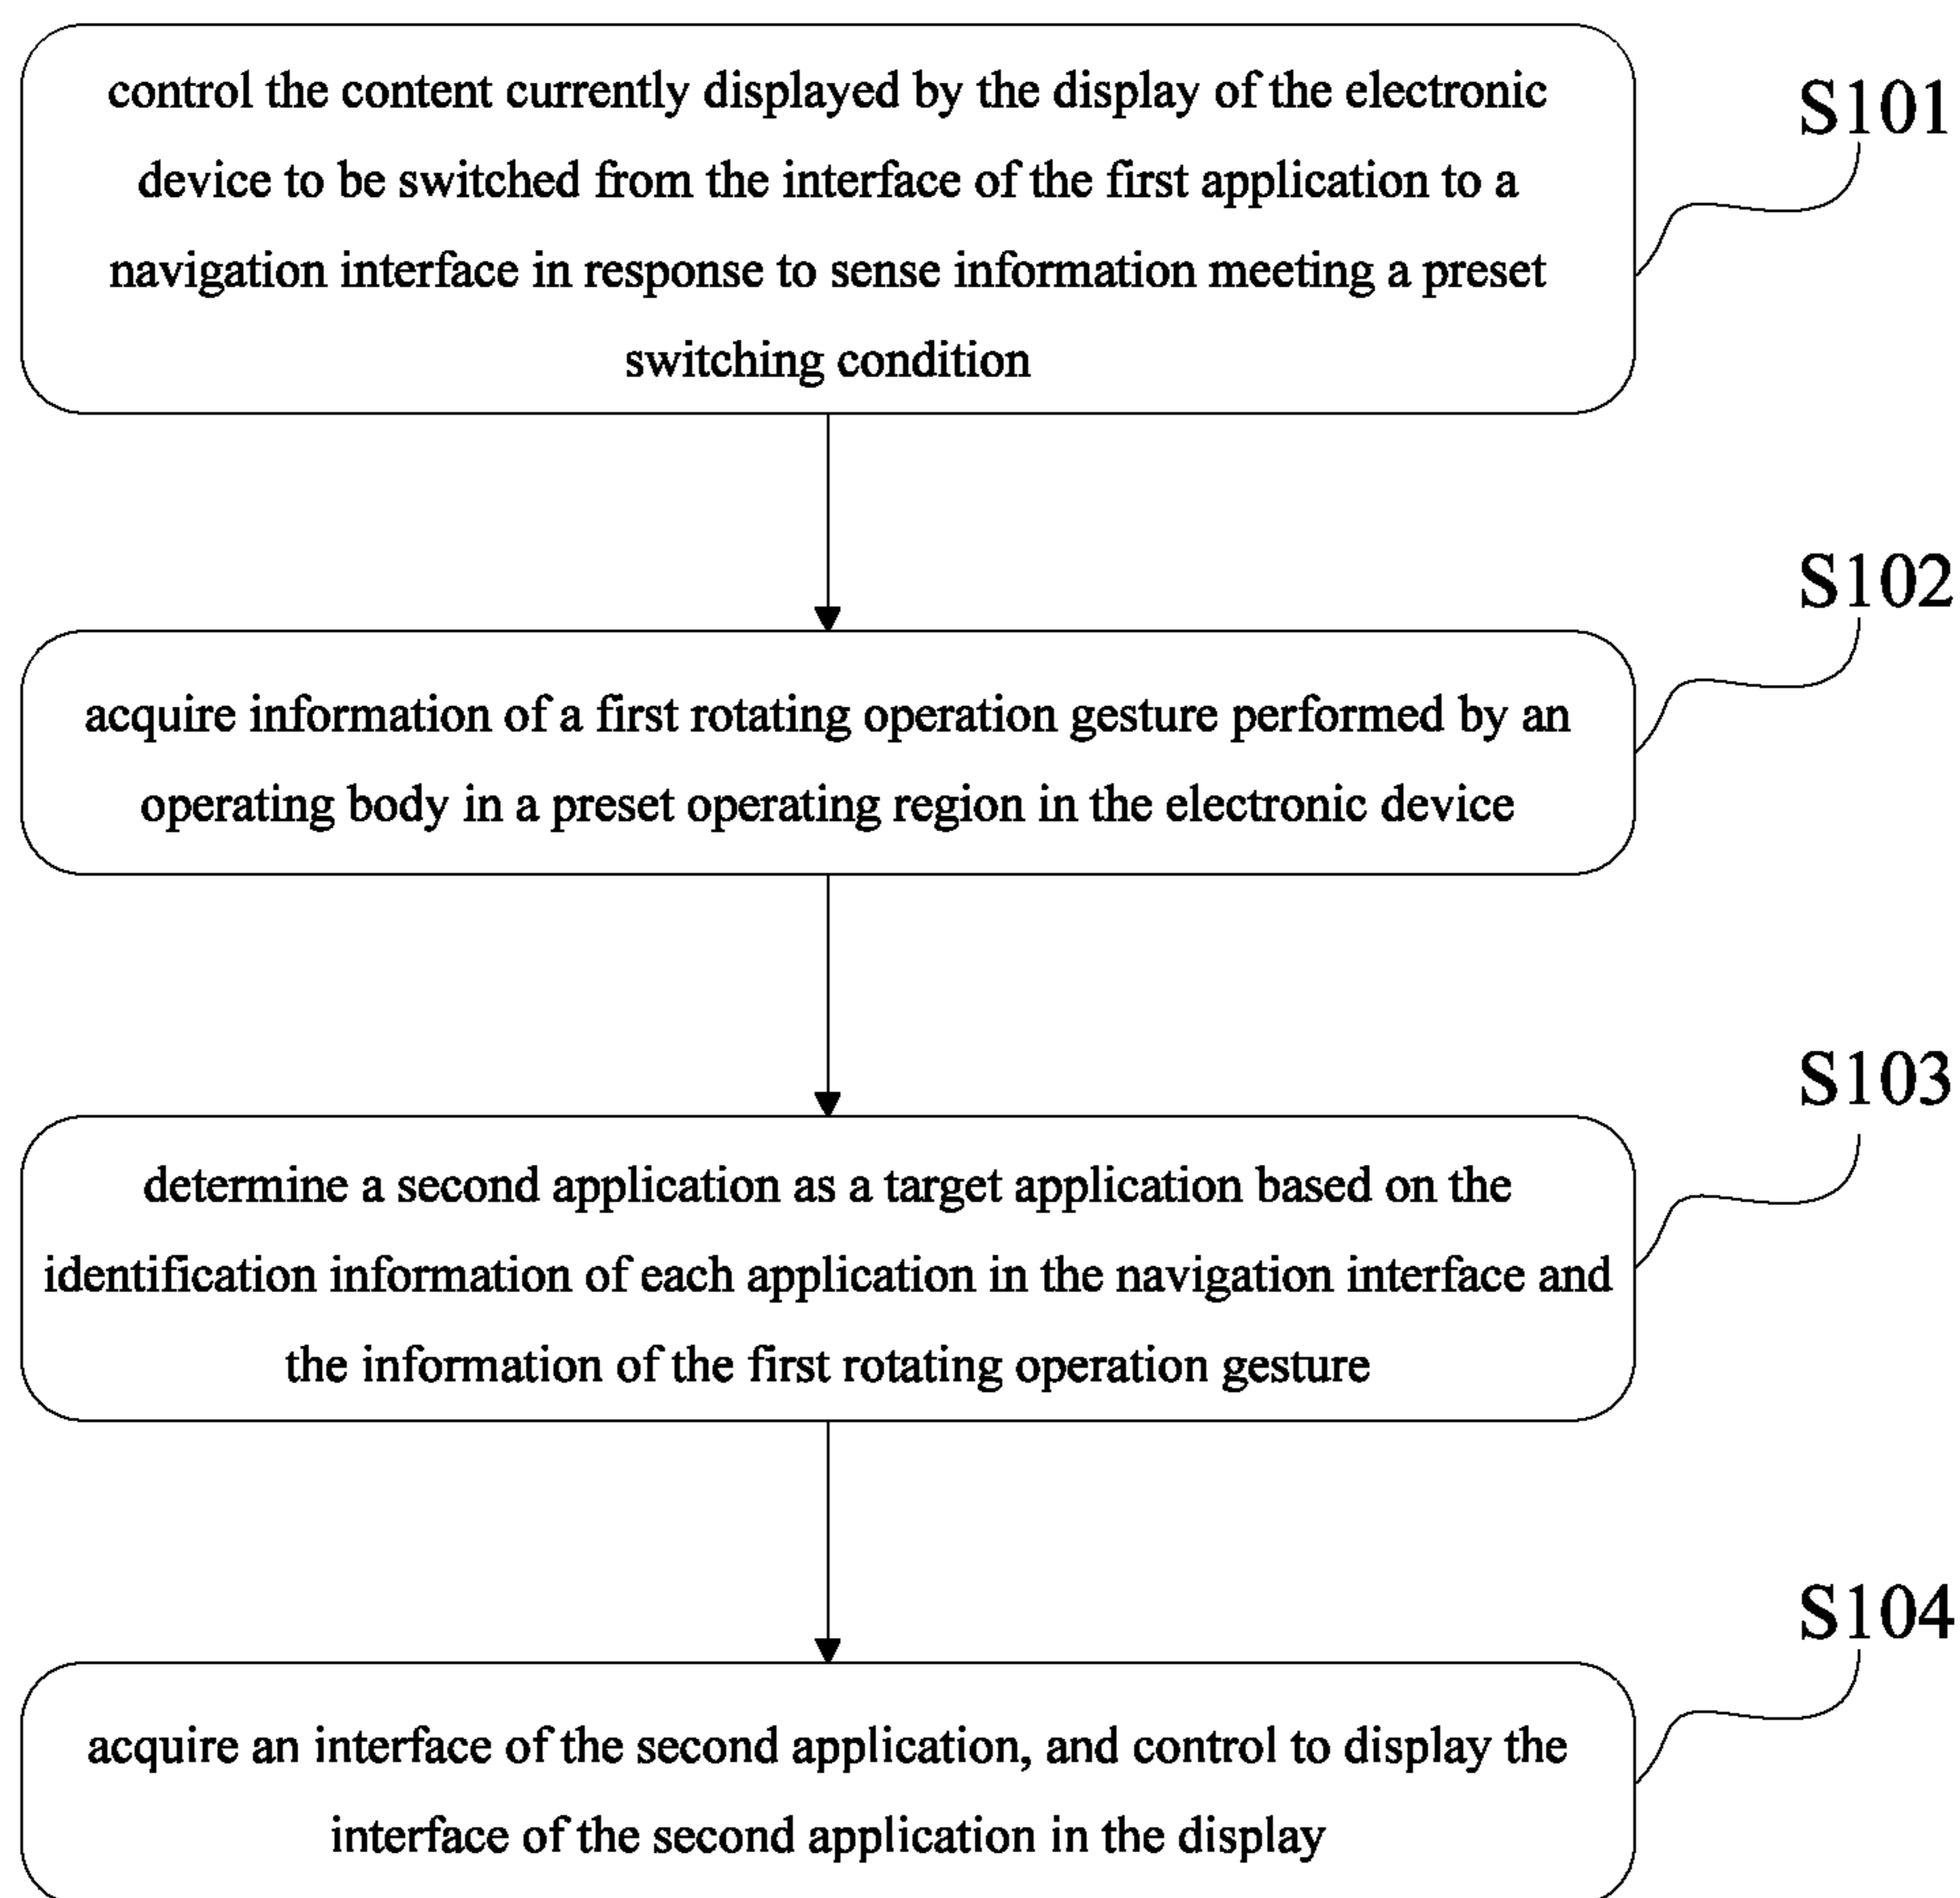 control the content currently displayed by the display of the electronic
device to be switched from the interface of the first application to a
navigation interface in response to sense information meeting a preset
switching condition
S101
acquire information of a first rotating operation gesture performed by an
operating body in a preset operating region in the electronic device
S102
determine a second application as a target application based on the
identification information of each application in the navigation interface and
the information of the first rotating operation gesture
S103
acquire an interface of the second application, and control to display the
interface of the second application in the display
S104